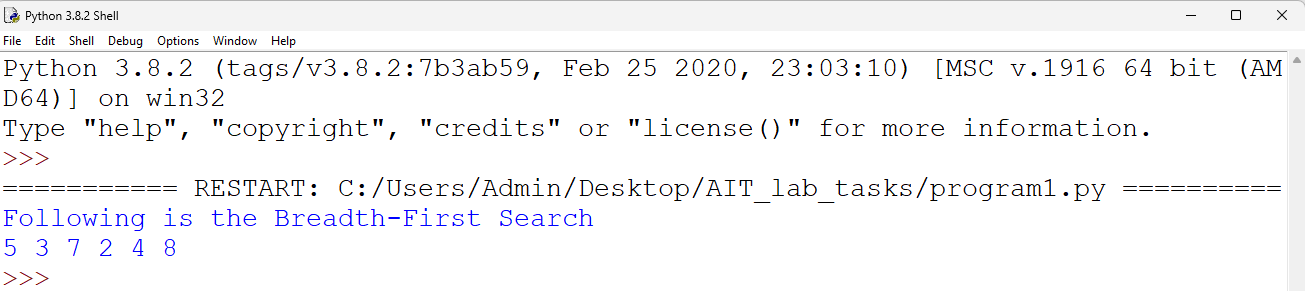 Python 3.8.2 Shell
File Edit Shell Debug Options Window Help
Python 3.8.2 (tags/v3.8.2:7b3ab59, Feb 25 2020, 23:03:10) [MSC v.1916 64 bit (AM
D64)] on win32
Type "help", "copyright", "credits" or "license()" for more information.
>>>
=========== RESTART: C:/Users/Admin/Desktop/AIT_lab_tasks/program1.py ==========
Following is the Breadth-First Search
5 3 7 2 4 8
>>>